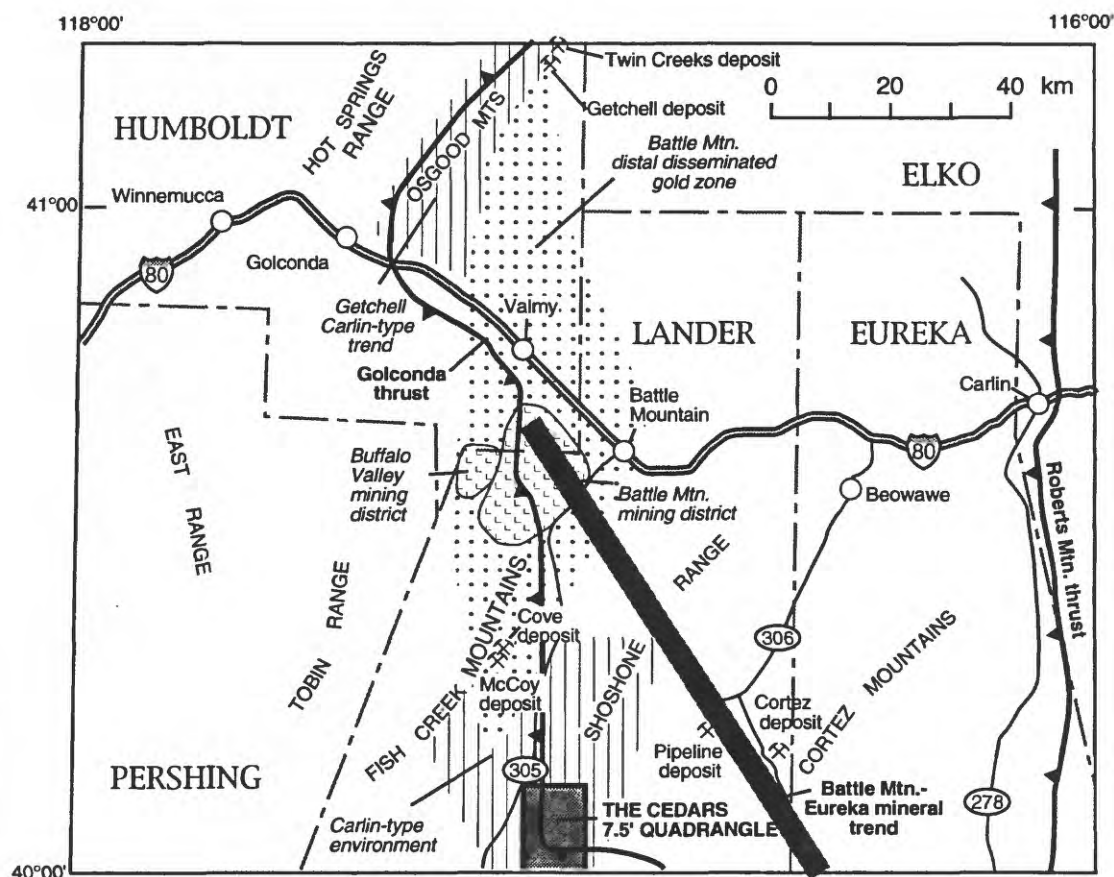 118°00'
116°00'
Twin Creeks deposit
Getchell deposit
0 20 40 km
HUMBOLDT
HOT SPRINGS
RANGE
OSGOOD MTS
Battle Mtn.
distal disseminated
gold zone
ELKO
41°00'
Winnemucca
Golconda
80
Getchell
Carlin-type
trend
Valmy
LANDER
EUREKA
Golconda
thrust
Carlin
Battle
Mountain
EAST RANGE
Buffalo
Valley
mining
district
80
Battle Mtn.
mining district
Beowawe
Roberts Mtn. thrust
TOBIN RANGE
FISH CREEK MOUNTAINS
Cove
deposit
McCoy
deposit
SHOSHONE RANGE
306
Cortez
deposit
CORTEZ MOUNTAINS
Pipeline
deposit
PERSHING
305
Carlin-type
environment
THE CEDARS
7.5' QUADRANGLE
Battle Mtn.-
Eureka mineral
trend
278
40°00'